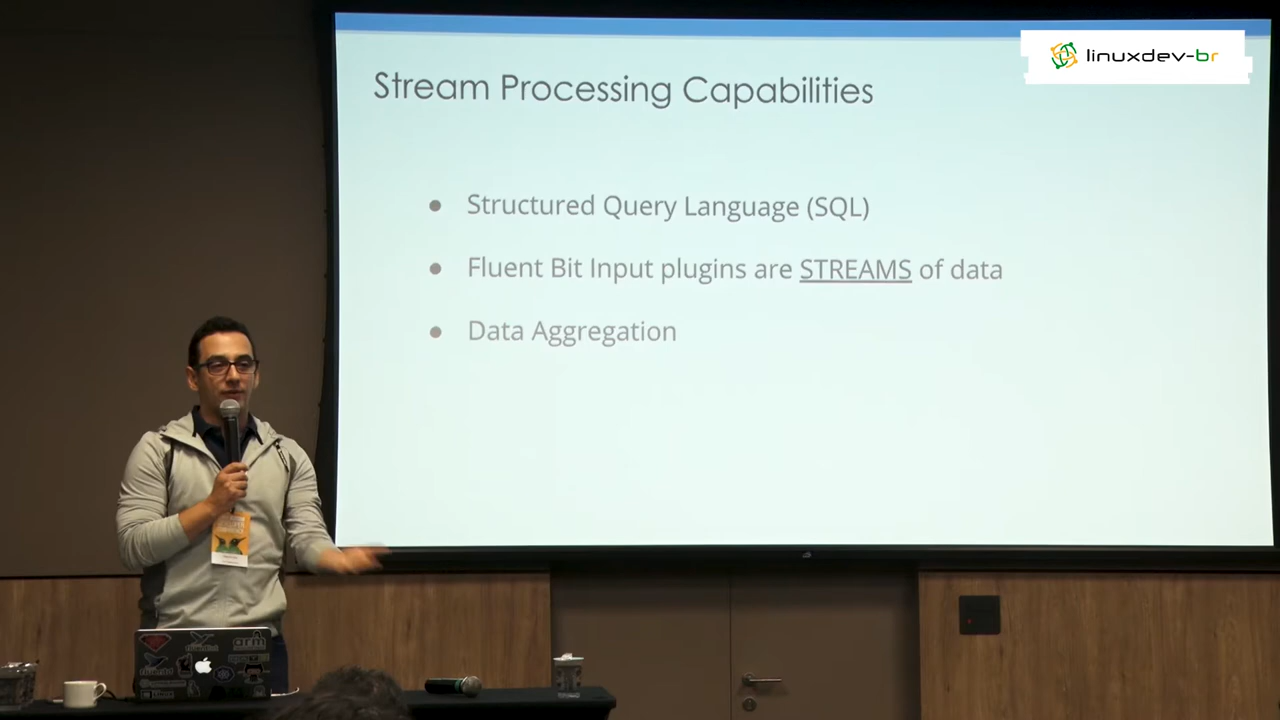 linuxdev-br
Stream Processing Capabilities
● Structured Query Language (SQL)
● Fluent Bit Input plugins are STREAMS of data
● Data Aggregation
arm